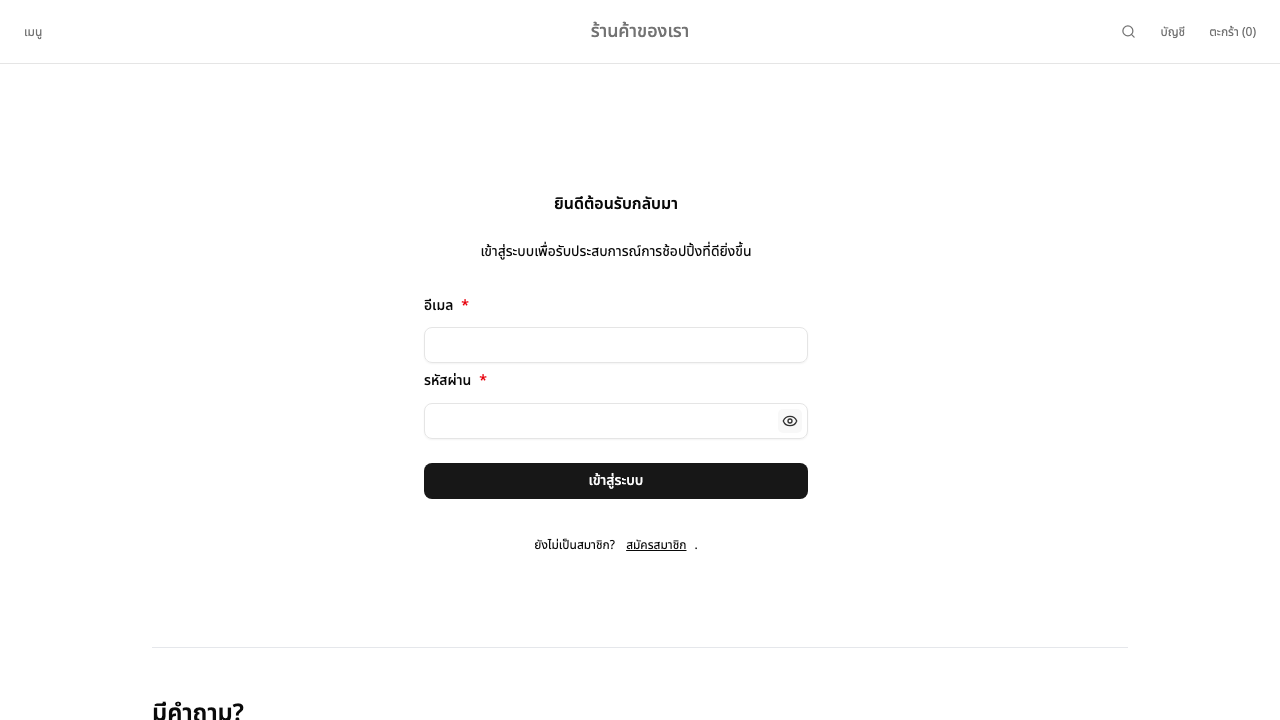 เมนู
ร้านค้าของเรา
บัญชี
ตะกร้า (0)
ยินดีต้อนรับกลับมา
เข้าสู่ระบบเพื่อรับประสบการณ์การช้อปปิ้งที่ดียิ่งขึ้น
อีเมล *
รหัสผ่าน *
เข้าสู่ระบบ
ยังไม่เป็นสมาชิก? สมัครสมาชิก .
มีคำถาม?